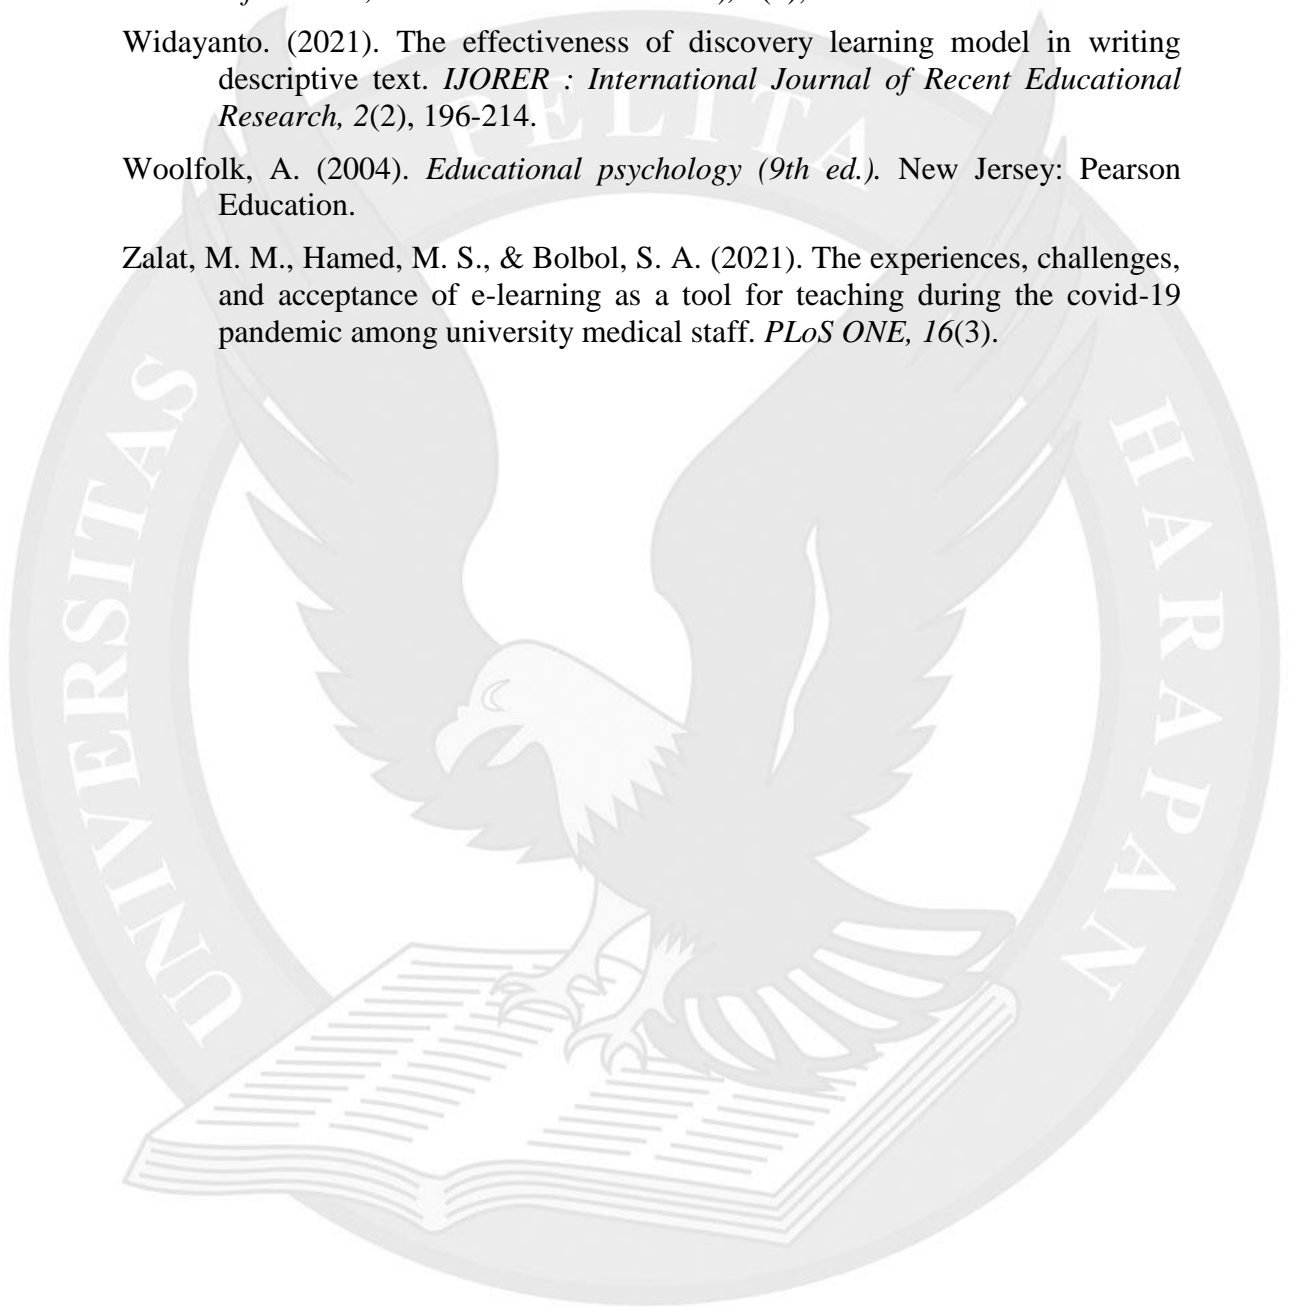 Widayanto. (2021). The effectiveness of discovery learning model in writing
descriptive text. IJORER : International Journal of Recent Educational
Research, 2(2), 196-214.
Woolfolk, A. (2004). Educational psychology (9th ed.). New Jersey: Pearson
Education.
Zalat, M. M., Hamed, M. S., & Bolbol, S. A. (2021). The experiences, challenges,
and acceptance of e-learning as a tool for teaching during the covid-19
pandemic among university medical staff. PLoS ONE, 16(3).
UNIVERSITAS PELITA HARAPAN